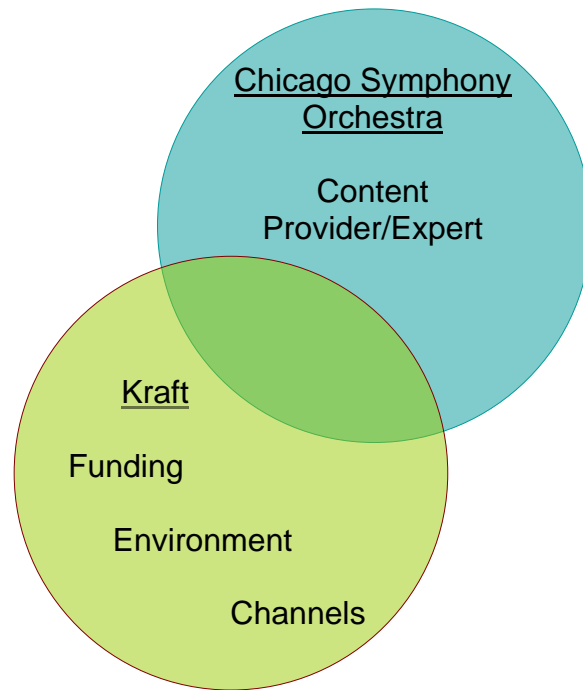 Chicago Symphony
Orchestra
Content
Provider/Expert
Kraft
Funding
Environment
Channels